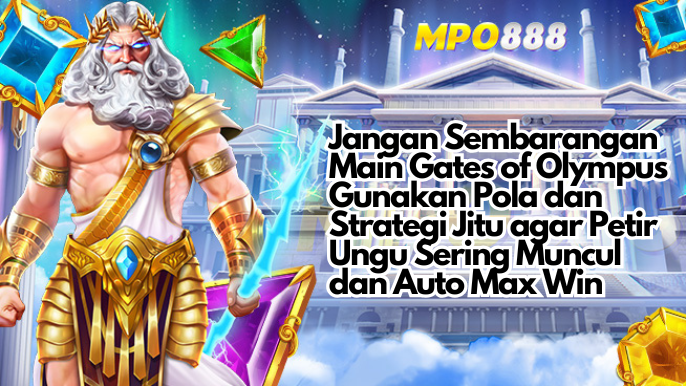 MPO888
Jangan Sembarangan
Main Gates of Olympus
Gunakan Pola dan
Strategi Jitu agar Petir
Ungu Sering Muncul
dan Auto Max Win